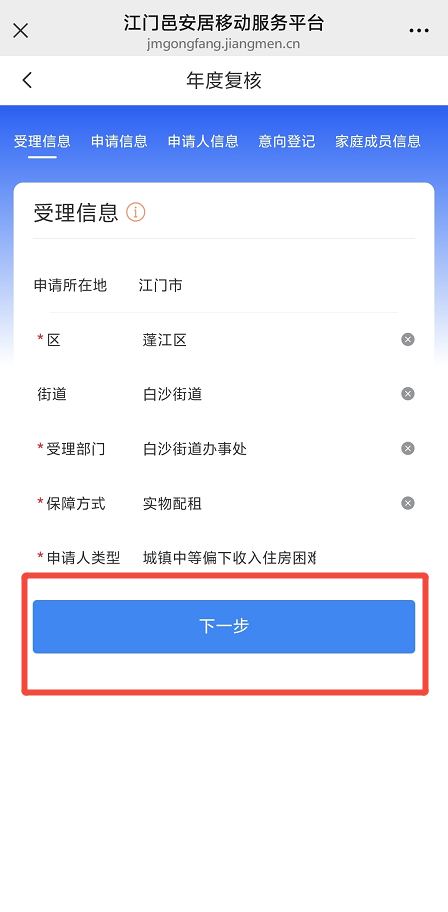 江门邑安居移动服务平台
jmgongfang.jiangmen.cn
年度复核
受理信息 申请信息 申请人信息 意向登记 家庭成员信息
受理信息
申请所在地 江门市
*区 蓬江区
街道 白沙街道
*受理部门 白沙街道办事处
*保障方式 实物配租
*申请人类型 城镇中等偏下收入住房困
下一步